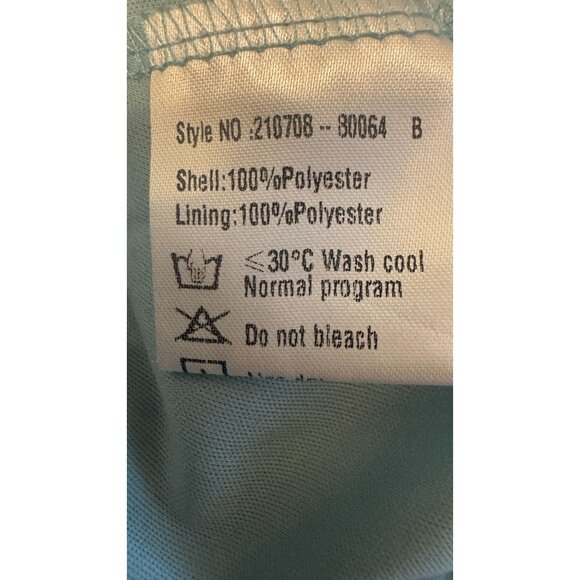 Style NO :210708--80064 B
Shell:100%Polyester
Lining:100%Polyester
≤30°C Wash cool
Normal program
Do not bleach